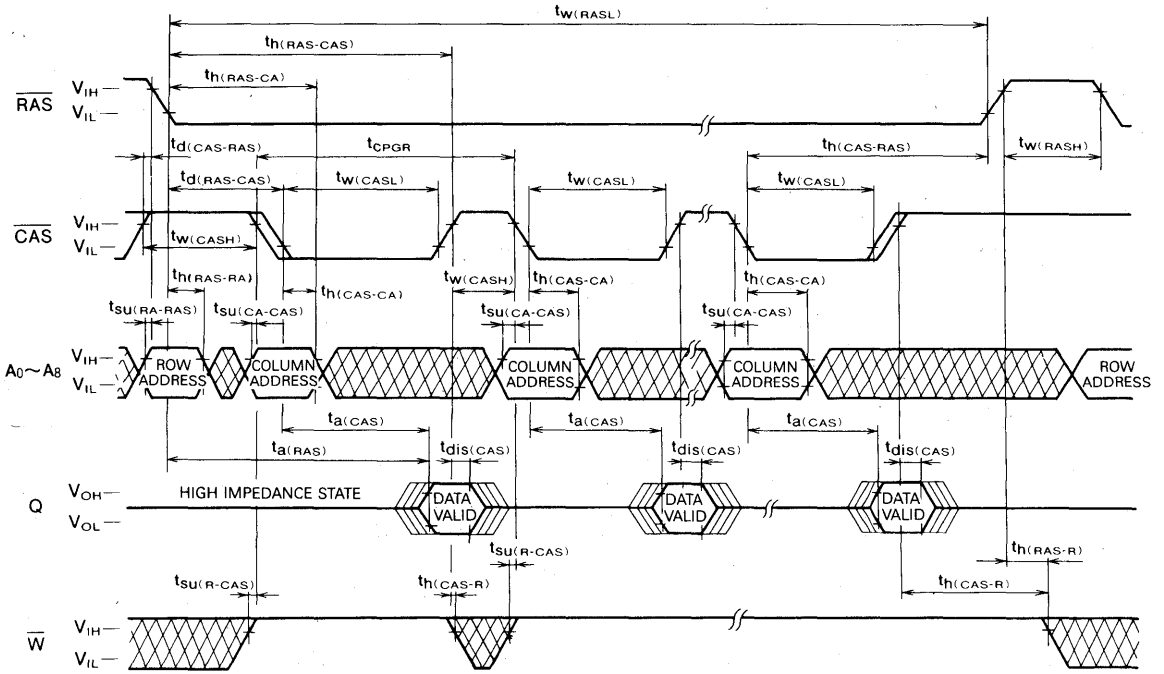 tw(RASL)
th(RAS-CAS)
th(RAS-CA)
RAS
VIH
VIL
td(CAS-RAS)
tCPGR
th(CAS-RAS)
tw(RASH)
td(RAS-CAS)
tw(CASL)
tw(CASL)
tw(CASL)
CAS
VIH
VIL
tw(CASH)
th(RAS-RA)
tw(CASH)
th(CAS-CA)
th(CAS-CA)
th(CAS-CA)
tsu(RA-RAS)
tsu(CA-CAS)
tsu(CA-CAS)
tsu(CA-CAS)
A0~A8
VIH
VIL
ROW ADDRESS
COLUMN ADDRESS
COLUMN ADDRESS
COLUMN ADDRESS
ROW ADDRESS
ta(CAS)
ta(CAS)
ta(CAS)
ta(RAS)
tdis(CAS)
tdis(CAS)
tdis(CAS)
Q
VOH
VOL
HIGH IMPEDANCE STATE
DATA VALID
DATA VALID
DATA VALID
tsu(R-CAS)
th(RAS-R)
tsu(R-CAS)
th(CAS-R)
th(CAS-R)
W
VIH
VIL